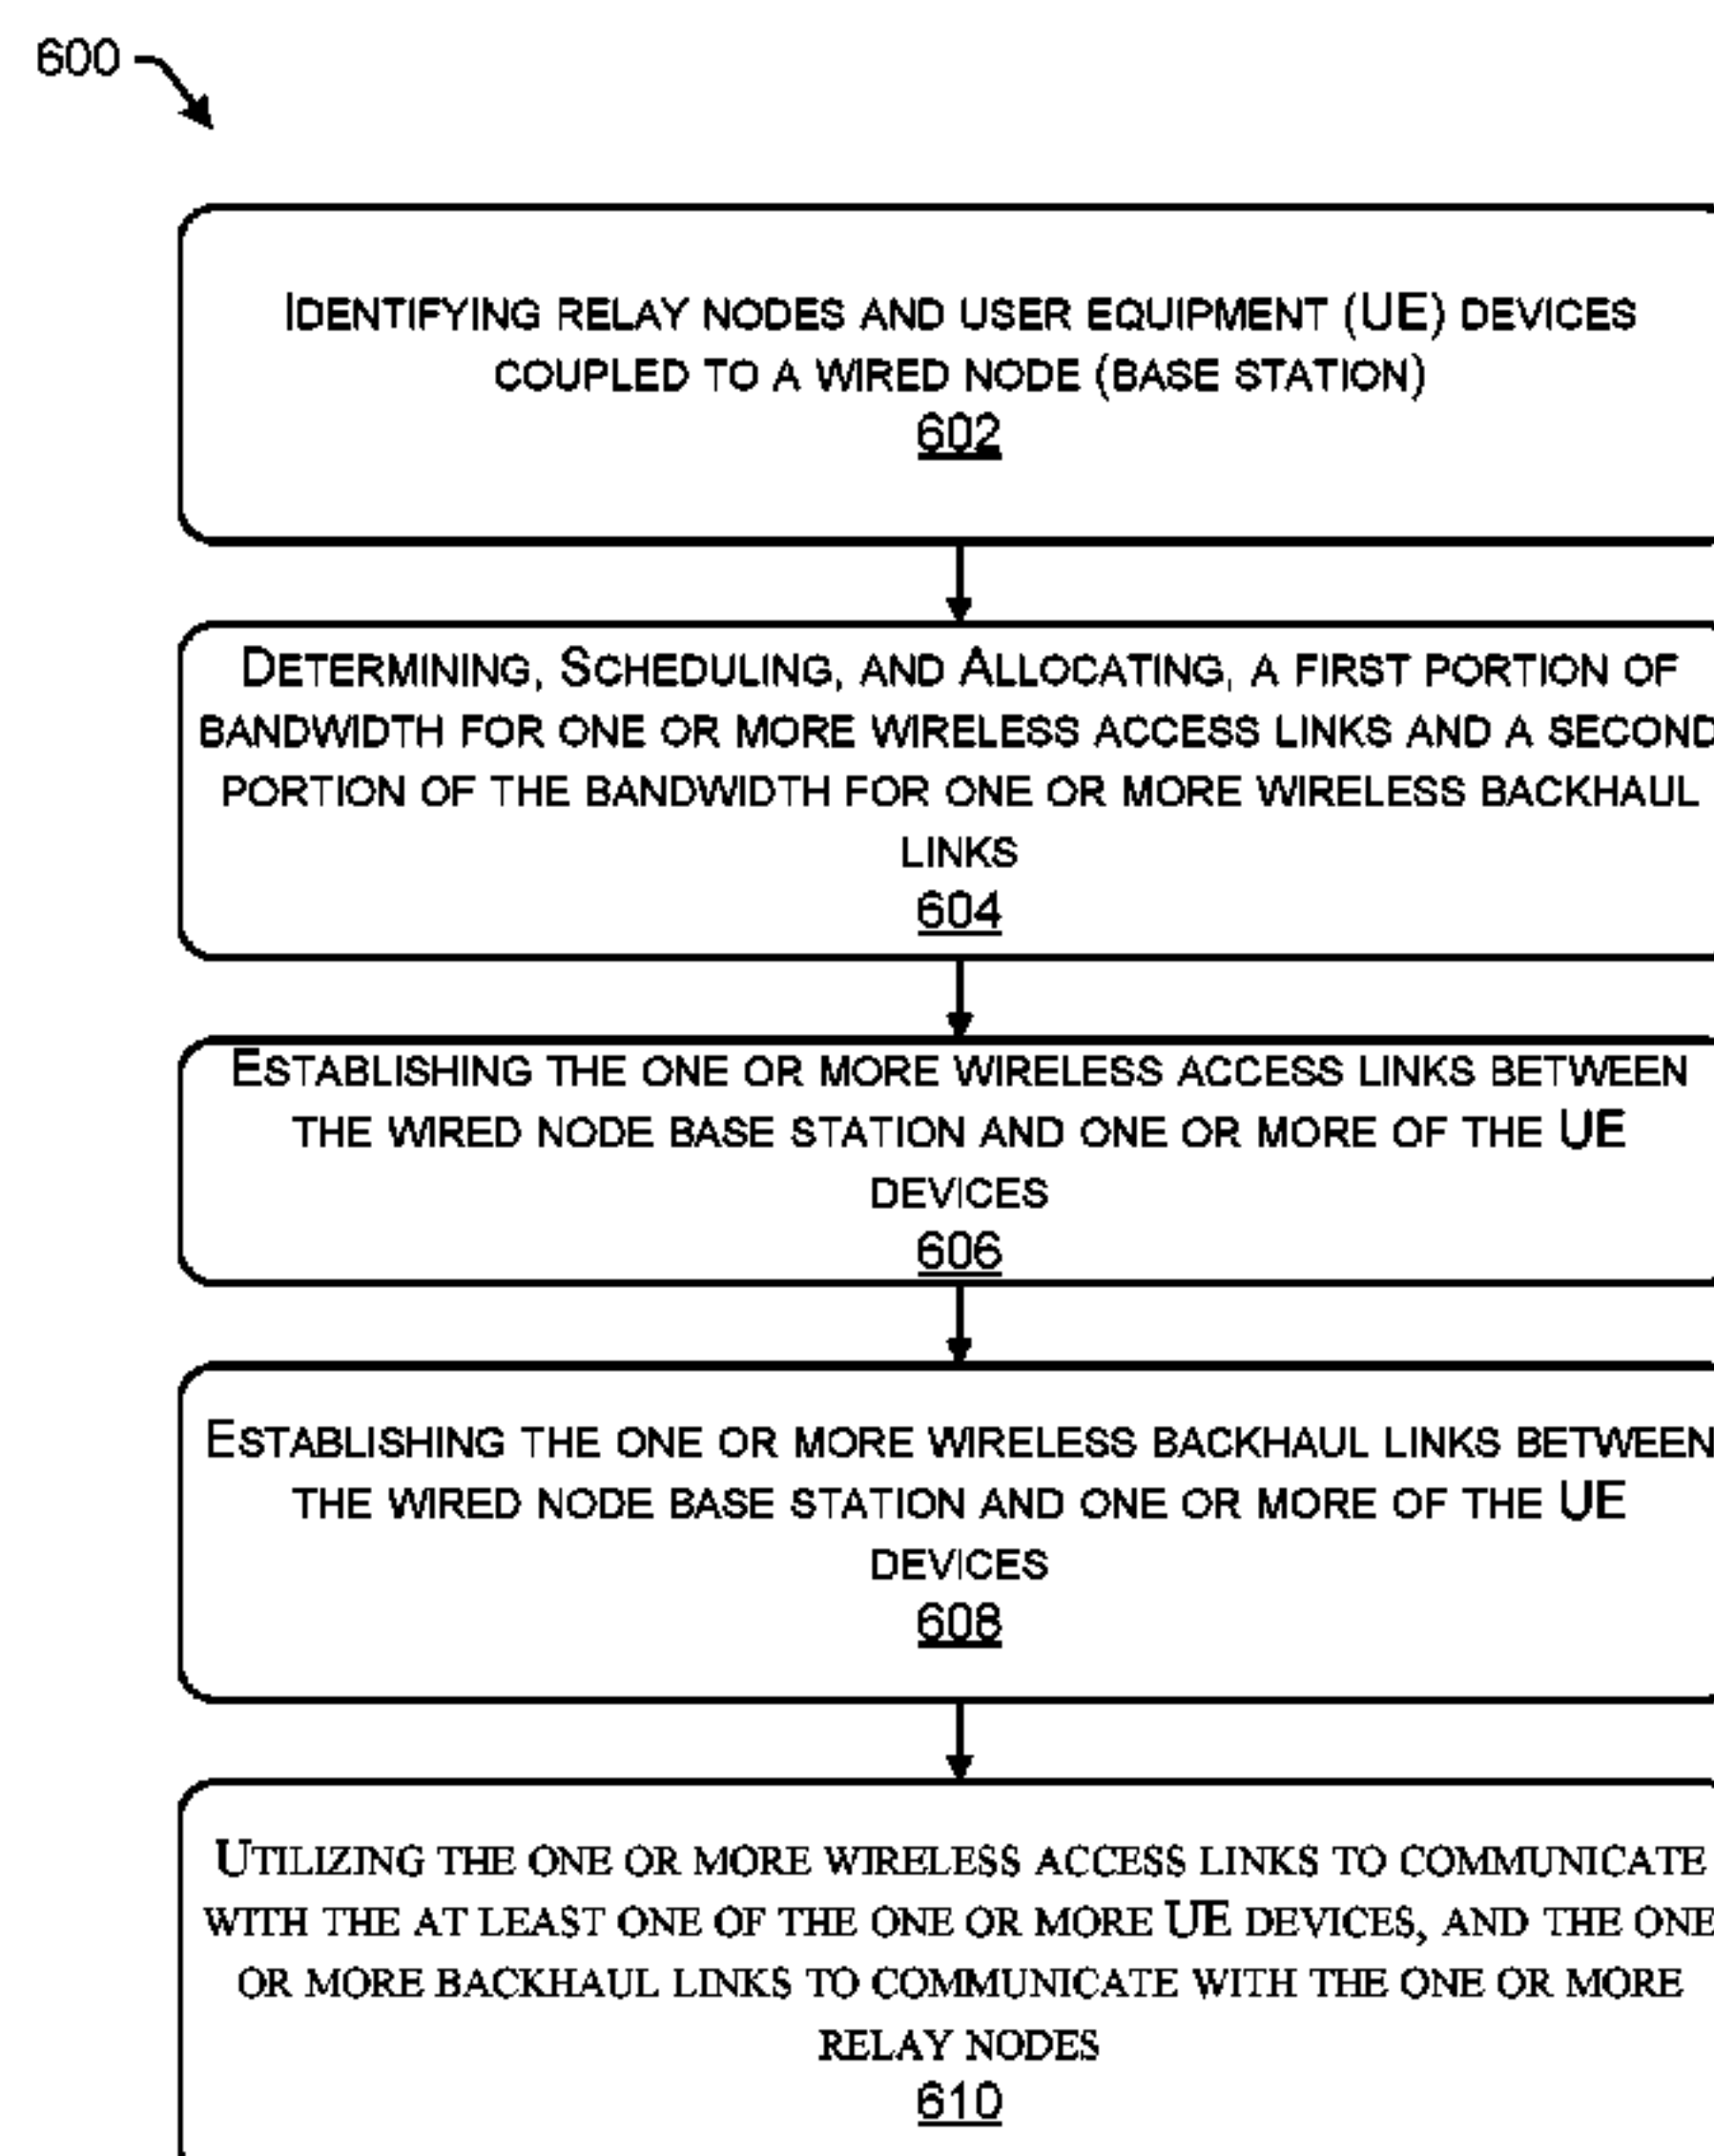 600
IDENTIFYING RELAY NODES AND USER EQUIPMENT (UE) DEVICES
COUPLED TO A WIRED NODE (BASE STATION)
602
DETERMINING, SCHEDULING, AND ALLOCATING, A FIRST PORTION OF
BANDWIDTH FOR ONE OR MORE WIRELESS ACCESS LINKS AND A SECOND
PORTION OF THE BANDWIDTH FOR ONE OR MORE WIRELESS BACKHAUL
LINKS
604
ESTABLISHING THE ONE OR MORE WIRELESS ACCESS LINKS BETWEEN
THE WIRED NODE BASE STATION AND ONE OR MORE OF THE UE
DEVICES
606
ESTABLISHING THE ONE OR MORE WIRELESS BACKHAUL LINKS BETWEEN
THE WIRED NODE BASE STATION AND ONE OR MORE OF THE UE
DEVICES
608
UTILIZING THE ONE OR MORE WIRELESS ACCESS LINKS TO COMMUNICATE
WITH THE AT LEAST ONE OF THE ONE OR MORE UE DEVICES, AND THE ONE
OR MORE BACKHAUL LINKS TO COMMUNICATE WITH THE ONE OR MORE
RELAY NODES
610